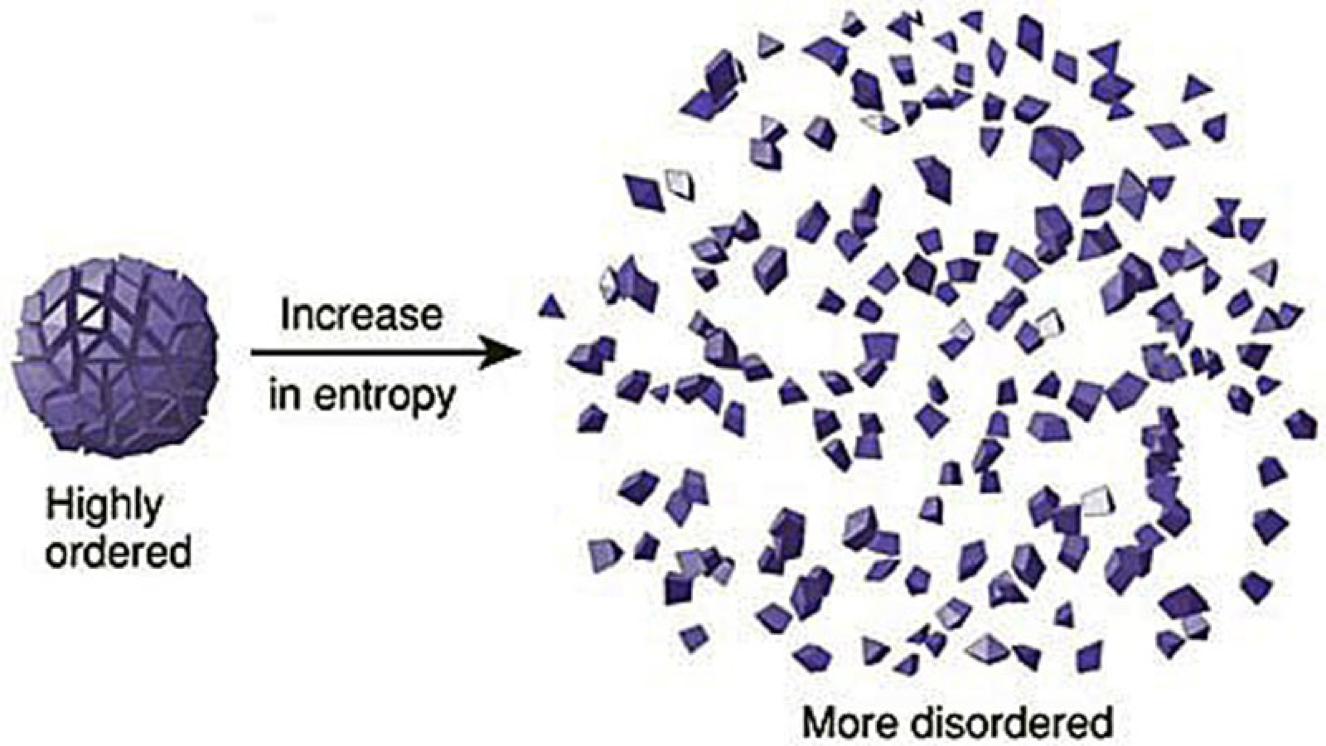 Increase
in entropy
Highly
ordered
More disordered